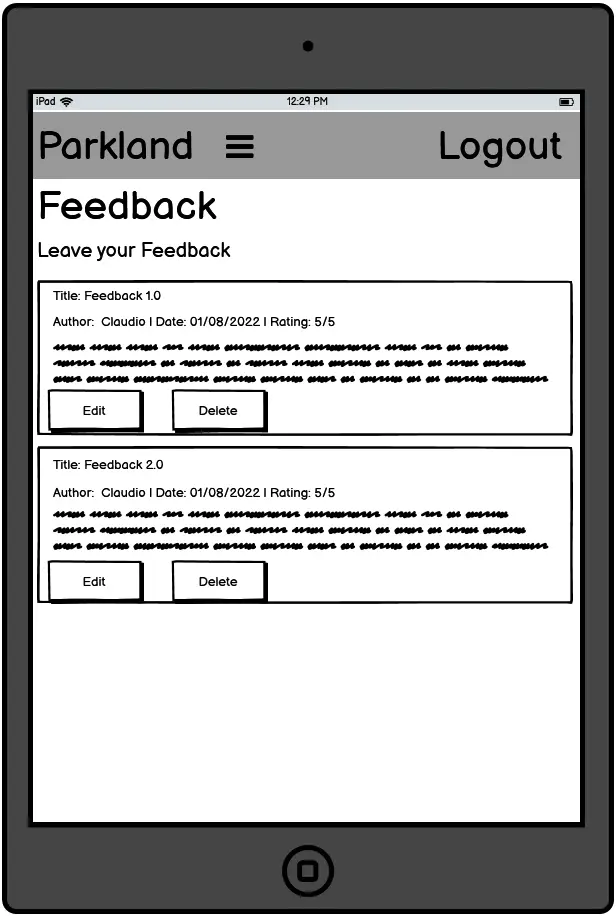 iPad 12:29 PM
Parkland Logout
Feedback
Leave your Feedback
Title: Feedback 1.0
Author: Claudio | Date: 01/08/2022 | Rating: 5/5
Edit Delete
Title: Feedback 2.0
Author: Claudio | Date: 01/08/2022 | Rating: 5/5
Edit Delete